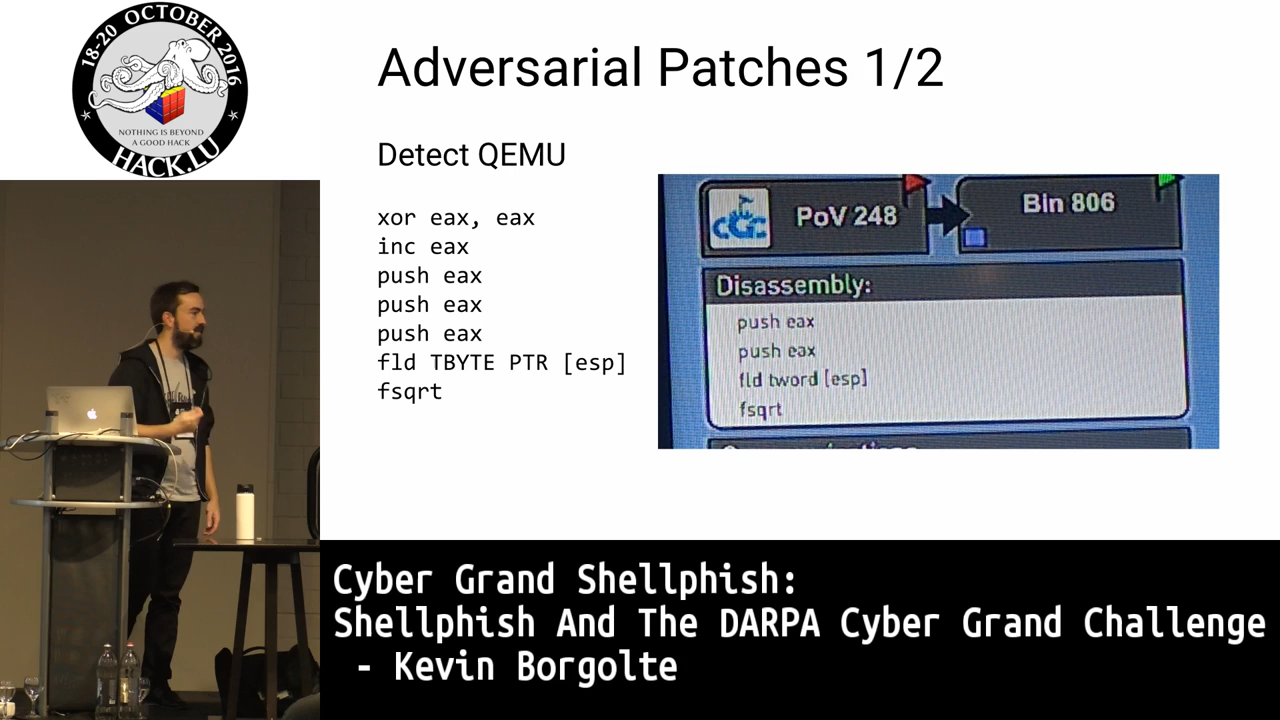 18-20 OCTOBER 2016
NOTHING IS BEYOND
A GOOD HACK
HACK.LU
Adversarial Patches 1/2
Detect QEMU
xor eax, eax
inc eax
push eax
push eax
push eax
fld TBYTE PTR [esp]
fsqrt
CGC
PoV 248
Bin 806
Disassembly:
push eax
push eax
fld tword [esp]
fsqrt
Cyber Grand Shellphish:
Shellphish And The DARPA Cyber Grand Challenge
- Kevin Borgolte